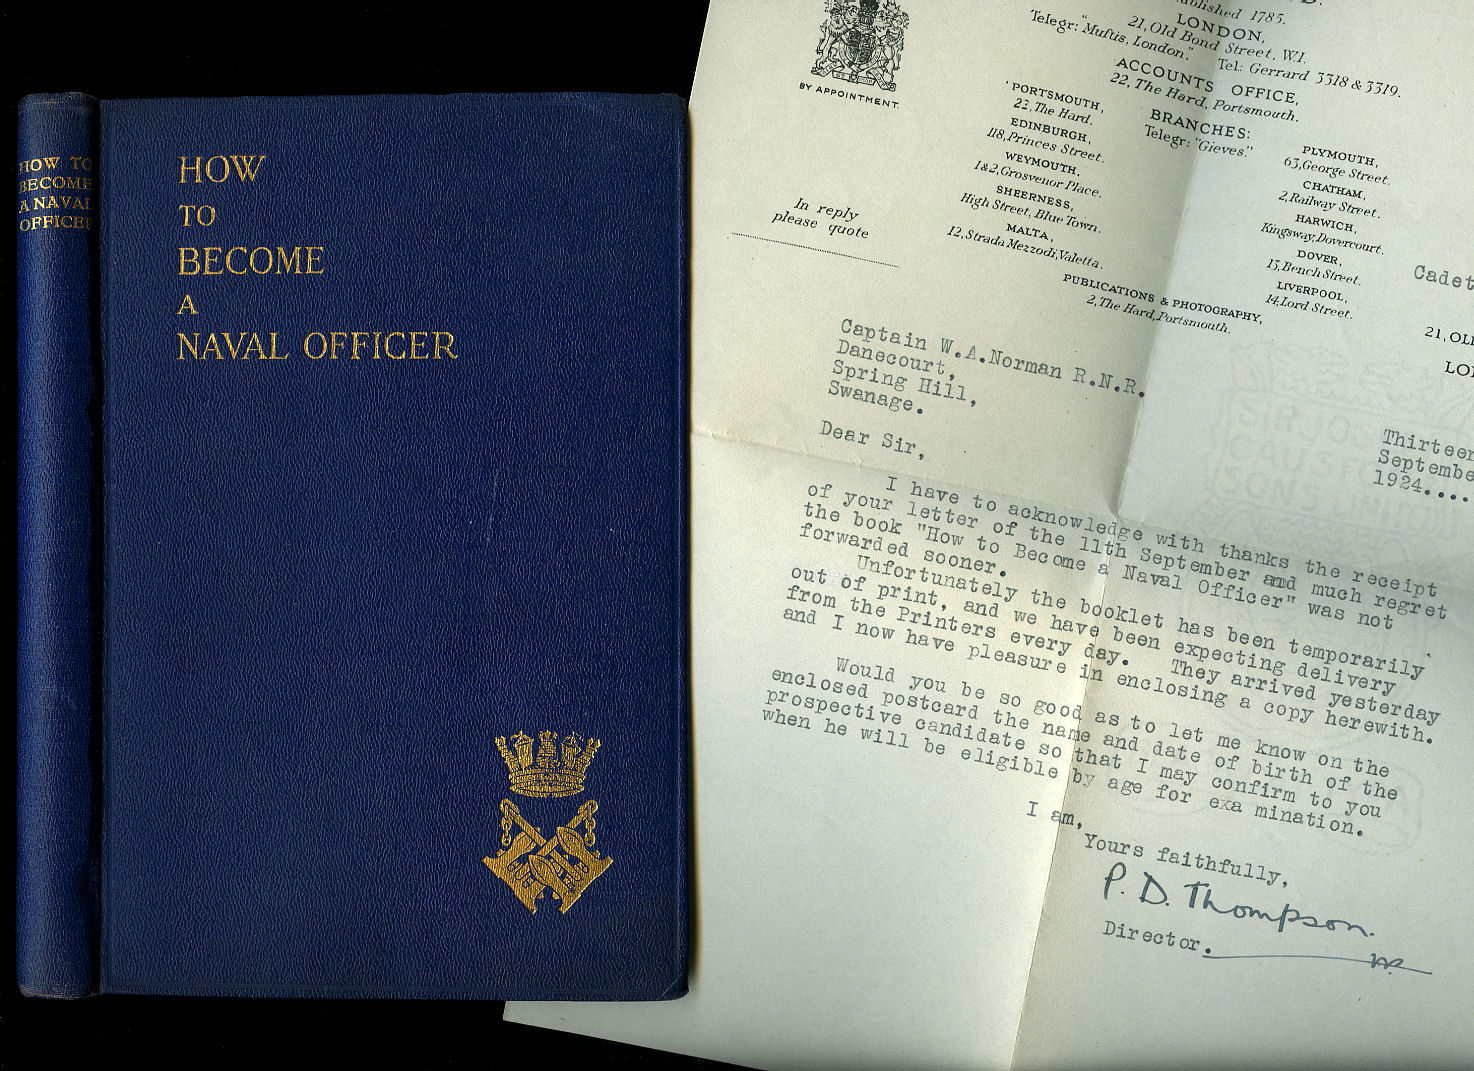 HOW TO
BECOME
A NAVAL
OFFICER
HOW
TO
BECOME
A
NAVAL OFFICER
BY APPOINTMENT.
1785.
LONDON,
21, Old Bond Street, W.1.
Telegr: "Muftis, London." Tel: Gerrard 3318 & 3319.
ACCOUNTS OFFICE,
22, The Hard, Portsmouth.
BRANCHES:
Telegr: "Gieves."
PORTSMOUTH,
22, The Hard.
EDINBURGH,
118, Princes Street.
WEYMOUTH,
1&2, Grosvenor Place.
SHEERNESS,
High Street, Blue Town.
MALTA,
12, Strada Mezzodi, Valetta.
PLYMOUTH,
63, George Street.
CHATHAM,
2, Railway Street.
HARWICH,
Kingsway, Dovercourt.
DOVER,
13, Bench Street.
LIVERPOOL,
14, Lord Street.
PUBLICATIONS & PHOTOGRAPHY,
2, The Hard, Portsmouth.
In reply
please quote
Cadet
21, OL
LO
Captain W.A.Norman R.N.R.
Danecourt,
Spring Hill,
Swanage.
Thirteen
Septembe
1924....
Dear Sir,
I have to acknowledge with thanks the receipt
of your letter of the 11th September and much regret
the book "How to Become a Naval Officer" was not
forwarded sooner.
Unfortunately the booklet has been temporarily
out of print, and we have been expecting delivery
from the Printers every day. They arrived yesterday
and I now have pleasure in enclosing a copy herewith.
Would you be so good as to let me know on the
enclosed postcard the name and date of birth of the
prospective candidate so that I may confirm to you
when he will be eligible by age for exa mination.
I am,
Yours faithfully,
P. D. Thompson.
Director.